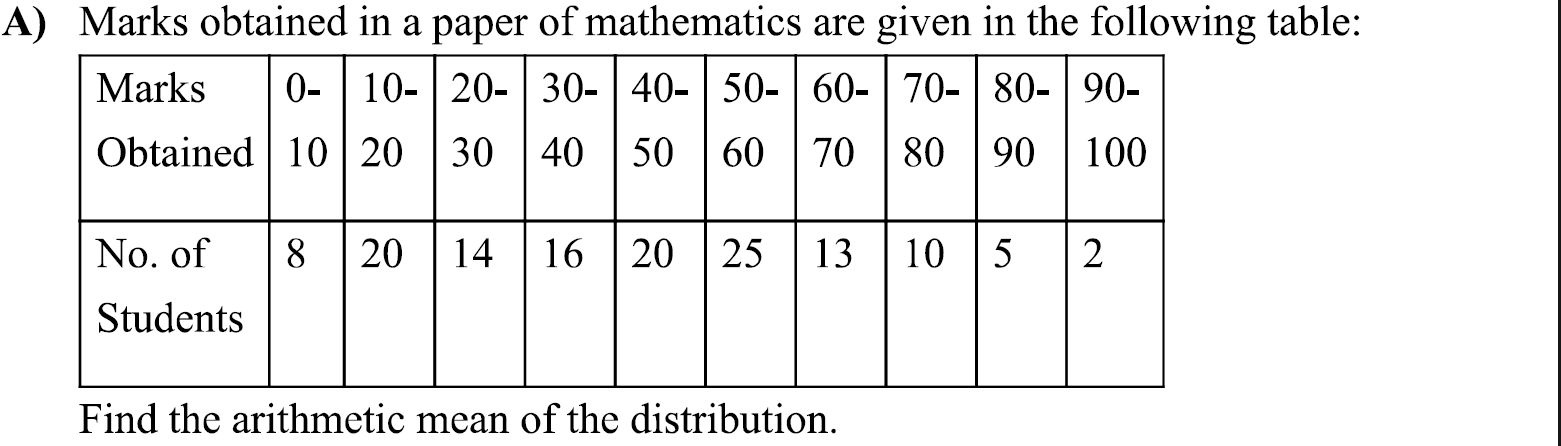 A) Marks obtained in a paper of mathematics are given in the following table:
Marks 0- 10- 20- 30- 40- 50- 60- 70- 80- 90-
Obtained 10 20 30 40 50 60 70 80 90 100
No. of 8 20 14 16 20 25 13 10 5 2
Students
Find the arithmetic mean of the distribution.